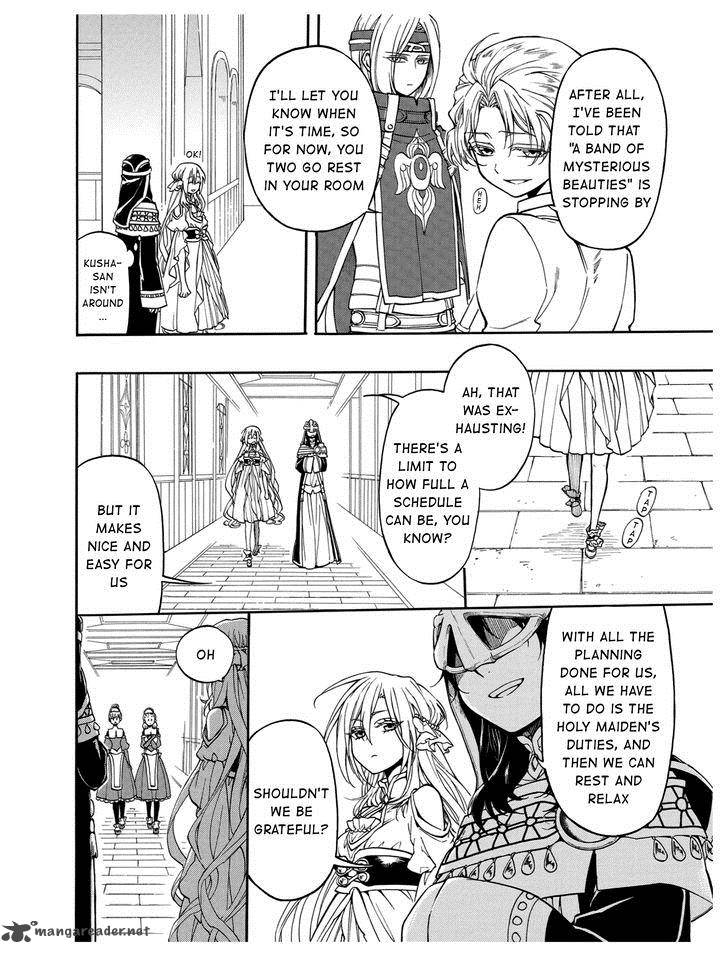 AFTER ALL,
I'VE BEEN
TOLD THAT
"A BAND OF
MYSTERIOUS
BEAUTIES" IS
STOPPING BY
HEH
I'LL LET YOU
KNOW WHEN
IT'S TIME, SO
FOR NOW, YOU
TWO GO REST
IN YOUR ROOM
OK!
KUSHA-
SAN
ISN'T
AROUND
...
TAP
TAP
AH, THAT
WAS EX-
HAUSTING!
THERE'S A
LIMIT TO
HOW FULL A
SCHEDULE
CAN BE, YOU
KNOW?
BUT IT
MAKES
NICE AND
EASY FOR
US
WITH ALL THE
PLANNING
DONE FOR US,
ALL WE HAVE
TO DO IS THE
HOLY MAIDEN'S
DUTIES, AND
THEN WE CAN
REST AND
RELAX
SHOULDN'T
WE BE
GRATEFUL?
OH
mangareader.net